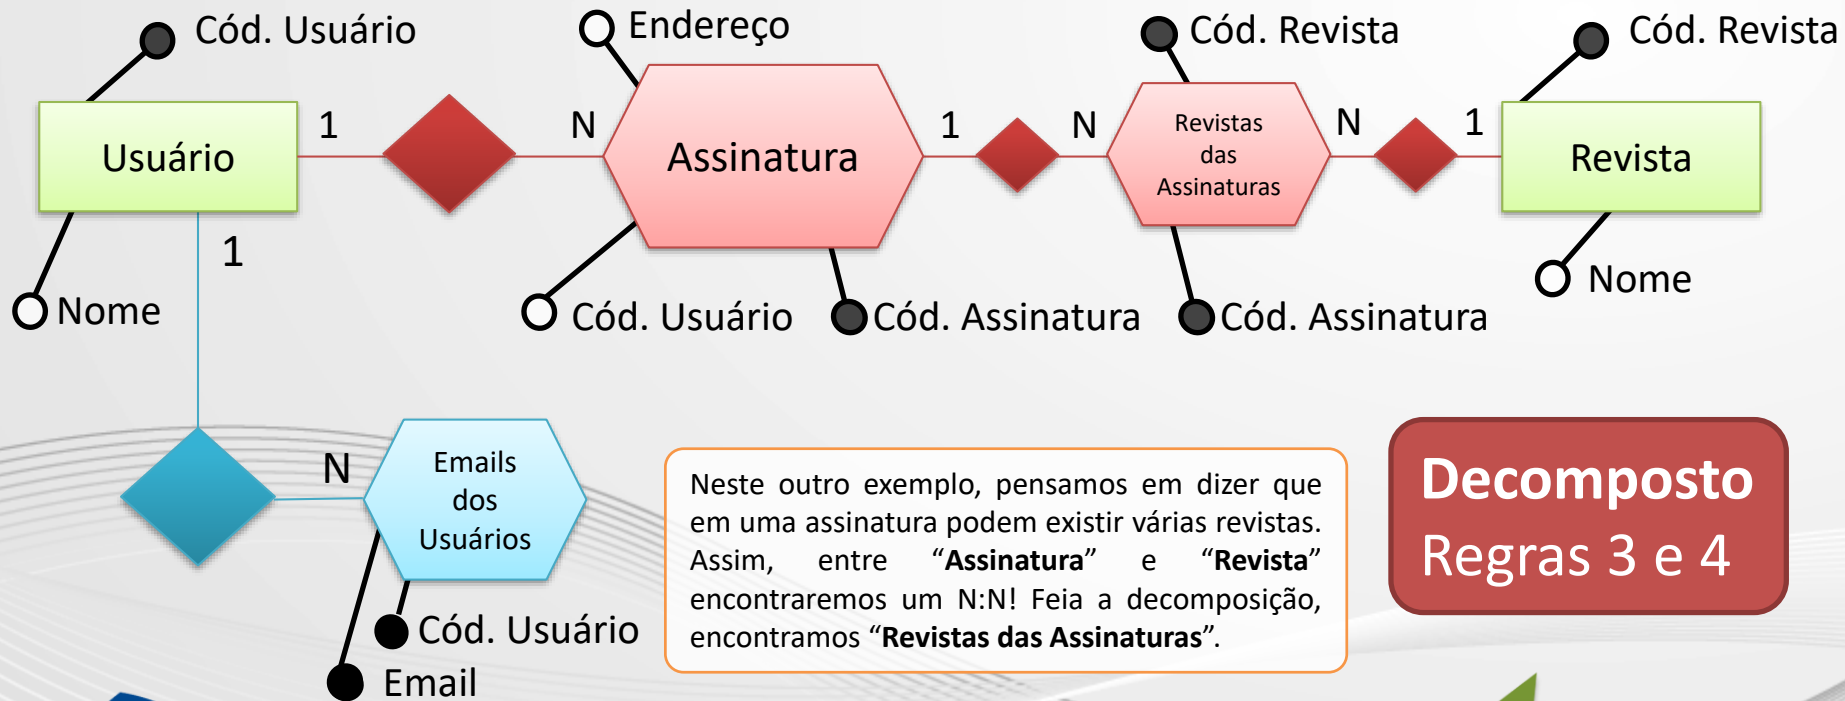 Cód. Usuário
Endereço
Cód. Revista
Cód. Revista
Usuário
1
N
Assinatura
1
N
Revistas
das
Assinaturas
N
1
Revista
1
Nome
Cód. Usuário
Cód. Assinatura
Cód. Assinatura
Nome
N
Emails
dos
Usuários
Cód. Usuário
Email
Neste outro exemplo, pensamos em dizer que
em uma assinatura podem existir várias revistas.
Assim, entre “Assinatura” e “Revista”
encontraremos um N:N! Feia a decomposição,
encontramos “Revistas das Assinaturas”.
Decomposto
Regras 3 e 4